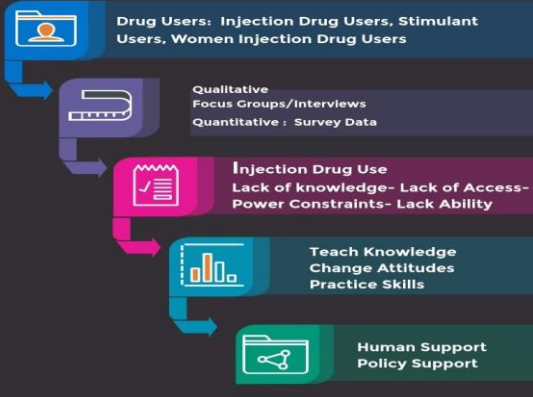 Drug Users: Injection Drug Users, Stimulant
Users, Women Injection Drug Users
Qualitative
Focus Groups/Interviews
Quantitative : Survey Data
Injection Drug Use
Lack of knowledge- Lack of Access-
Power Constraints- Lack Ability
Teach Knowledge
Change Attitudes
Practice Skills
Human Support
Policy Support